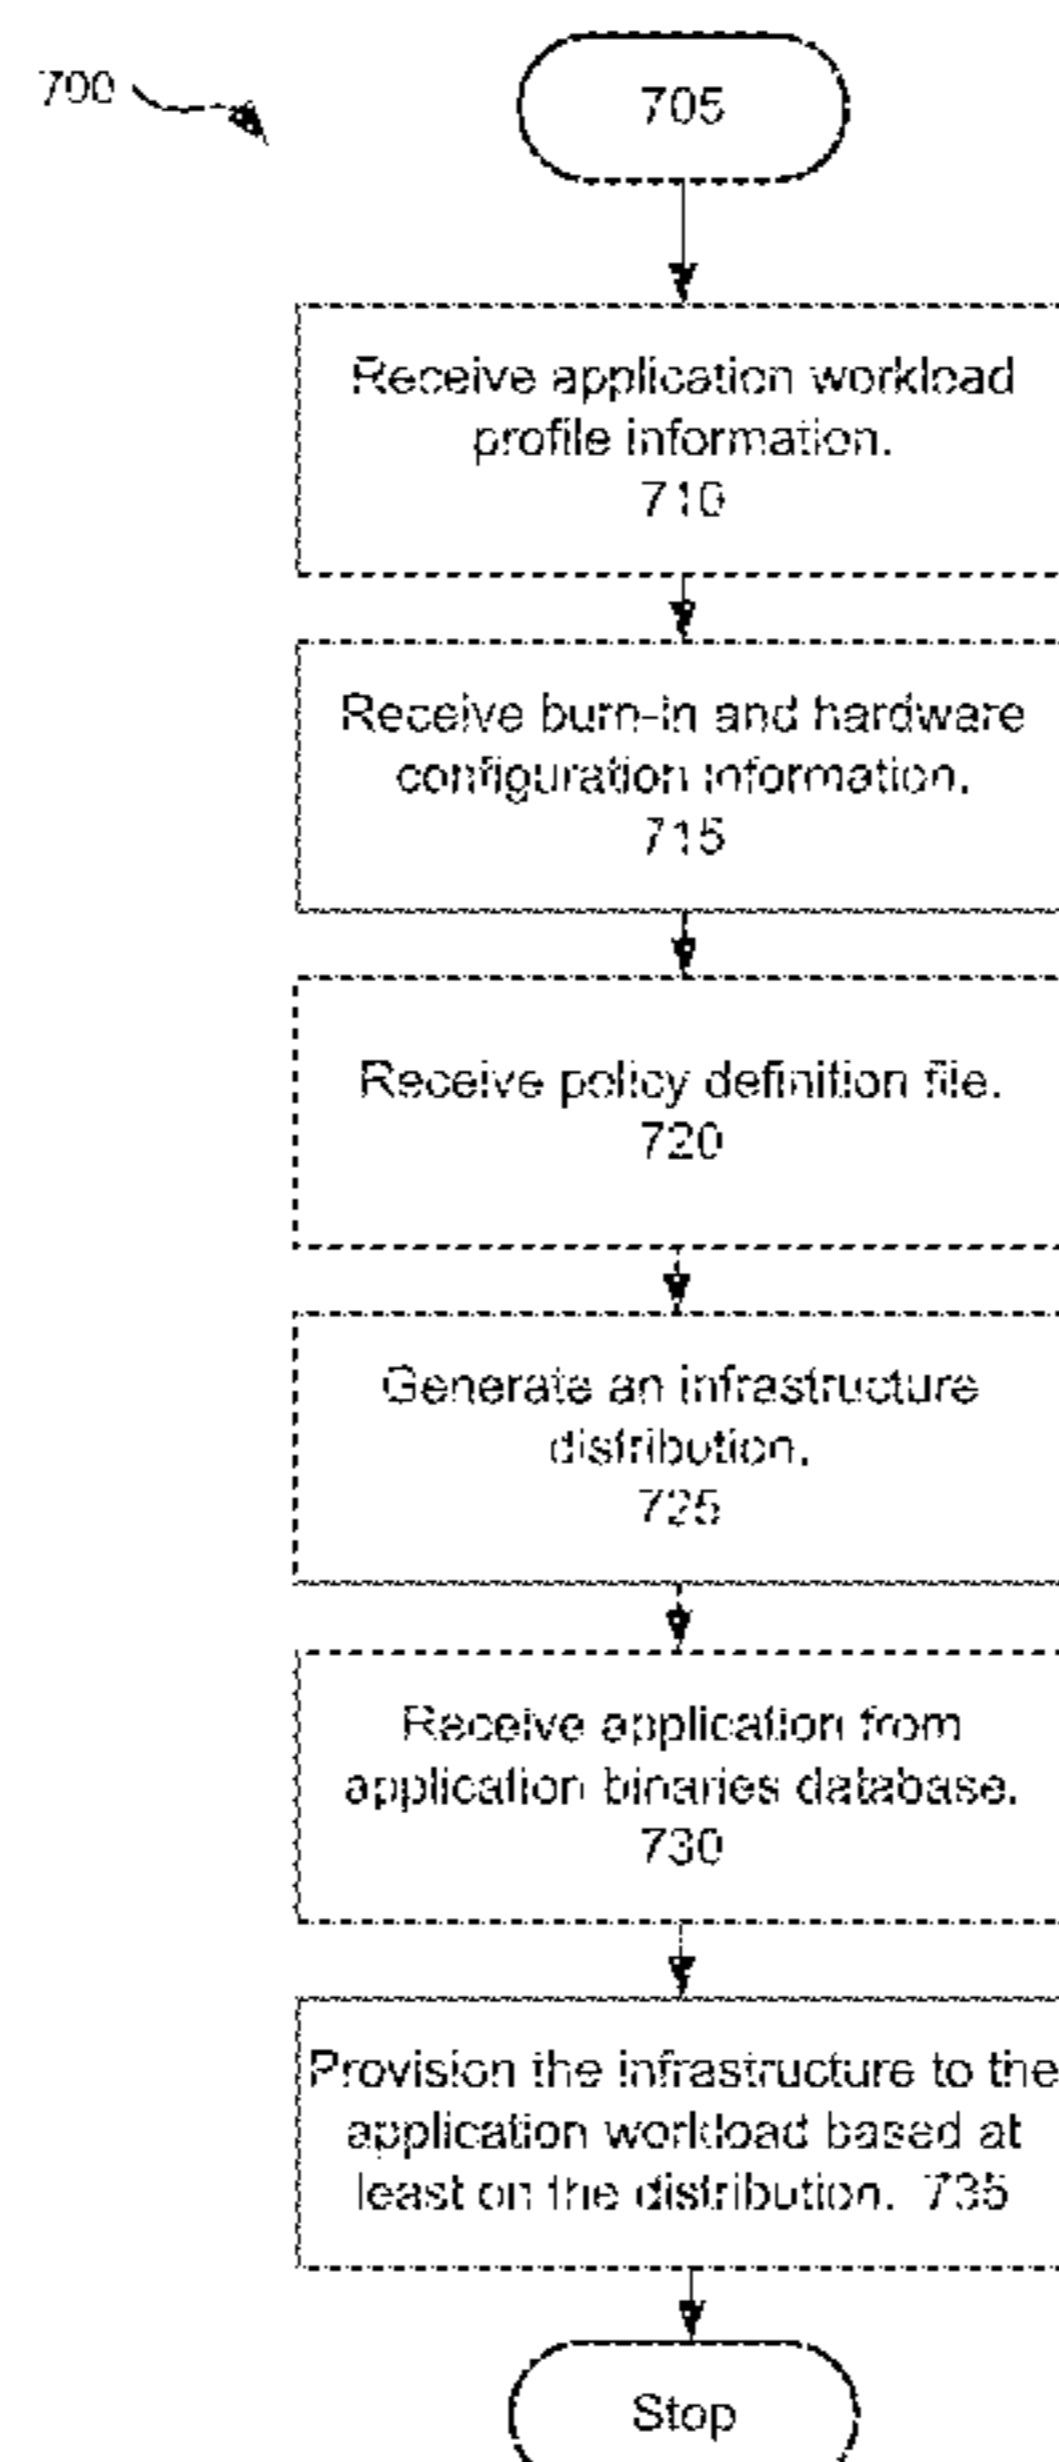 700
705
Receive application workload
profile information.
710
Receive burn-in and hardware
configuration information.
715
Receive policy definition file.
720
Generate an infrastructure
distribution.
725
Receive application from
application binaries database.
730
Provision the infrastructure to the
application workload based at
least on the distribution. 735
Stop